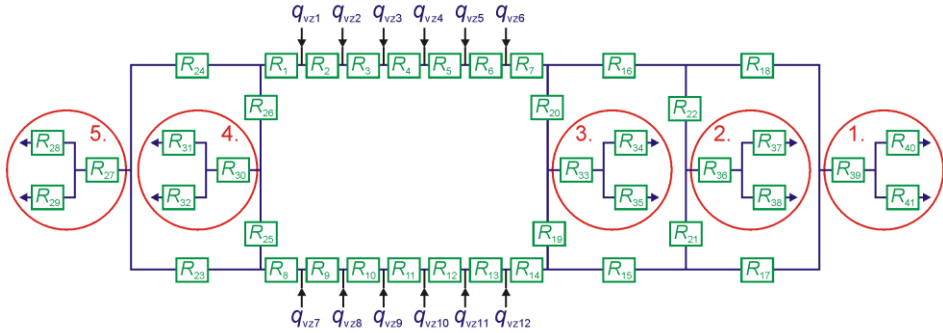 qvz1 qvz2 qvz3 qvz4 qvz5 qvz6
R24 R1 R2 R3 R4 R5 R6 R7 R16 R18
R26 R20 R22
5. 4. 3. 2. 1.
R28 R31 R34 R37 R40
R27 R30 R33 R36 R39
R29 R32 R35 R38 R41
R25 R19 R21
R23 R8 R9 R10 R11 R12 R13 R14 R15 R17
qvz7 qvz8 qvz9 qvz10 qvz11 qvz12